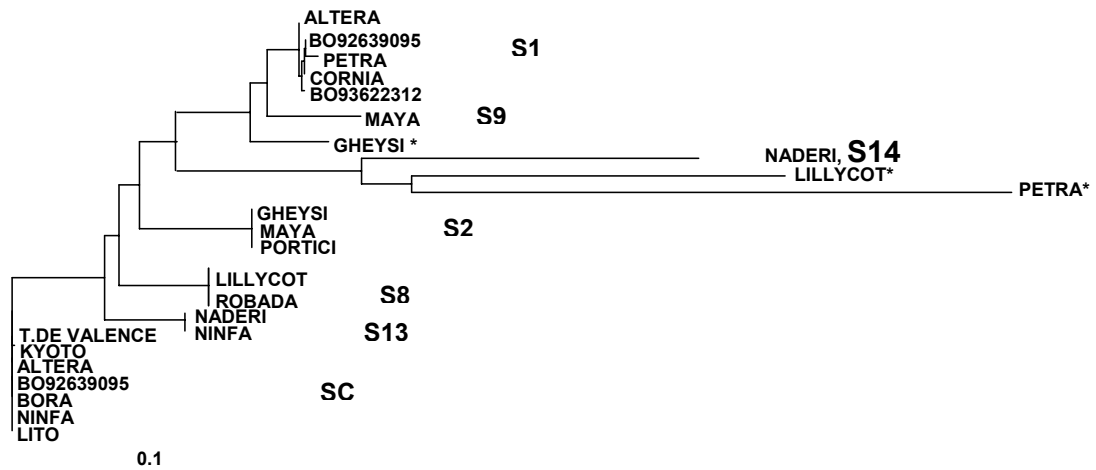 ALTERA
BO92639095
S1
PETRA
CORNIA
BO93622312
MAYA
S9
GHEYSI *
NADERI, S14
LILLYCOT*
PETRA*
GHEYSI
MAYA
S2
PORTICI
LILLYCOT
S8
ROBADA
NADERI
NINFA
S13
T.DE VALENCE
KYOTO
ALTERA
BO92639095
SC
BORA
NINFA
LITO
0.1